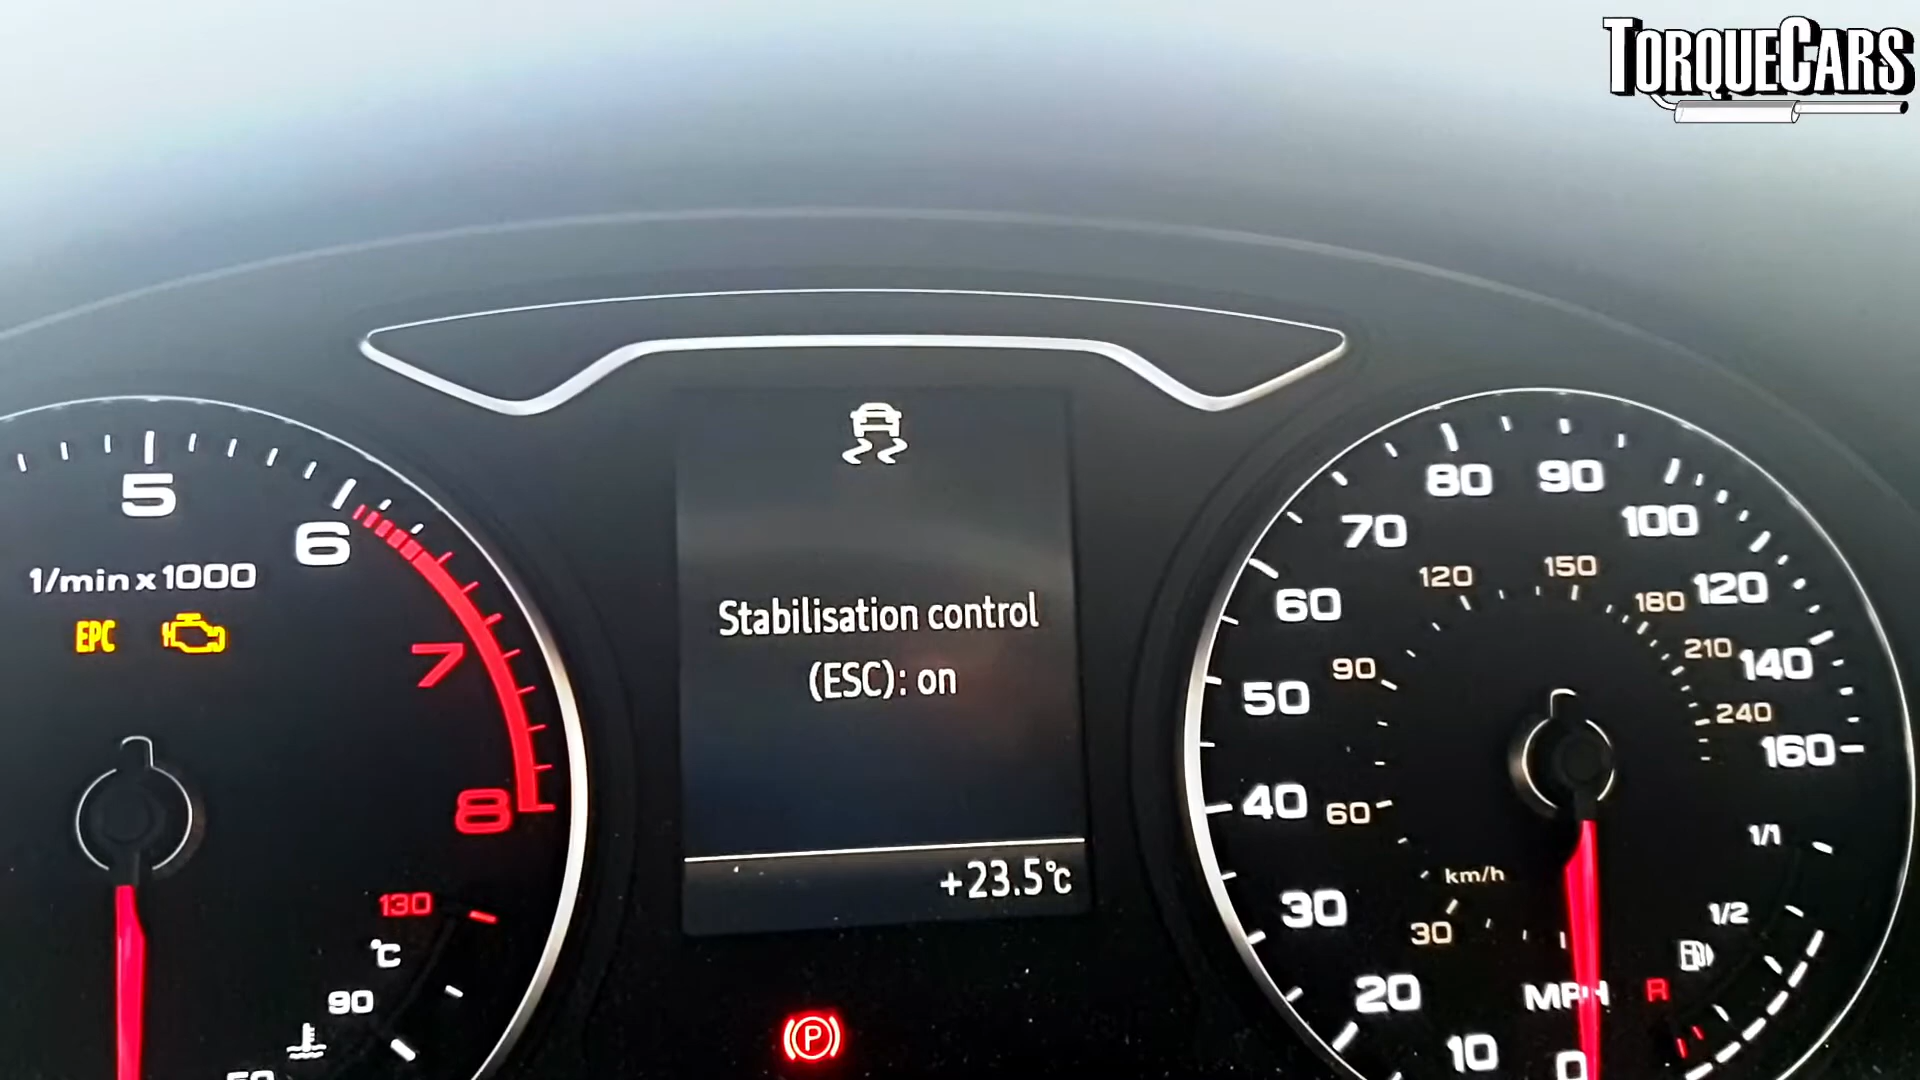 TORQUECARS
5
6
1/min x 1000
EPC
7
8
130
°C
90
50
Stabilisation control
(ESC): on
+23.5°C
P
80
90
70
100
60
120
50
140
40
160
30
20
10
0
120
150
180
90
210
240
60
km/h
30
MPH
1/1
1/2
R